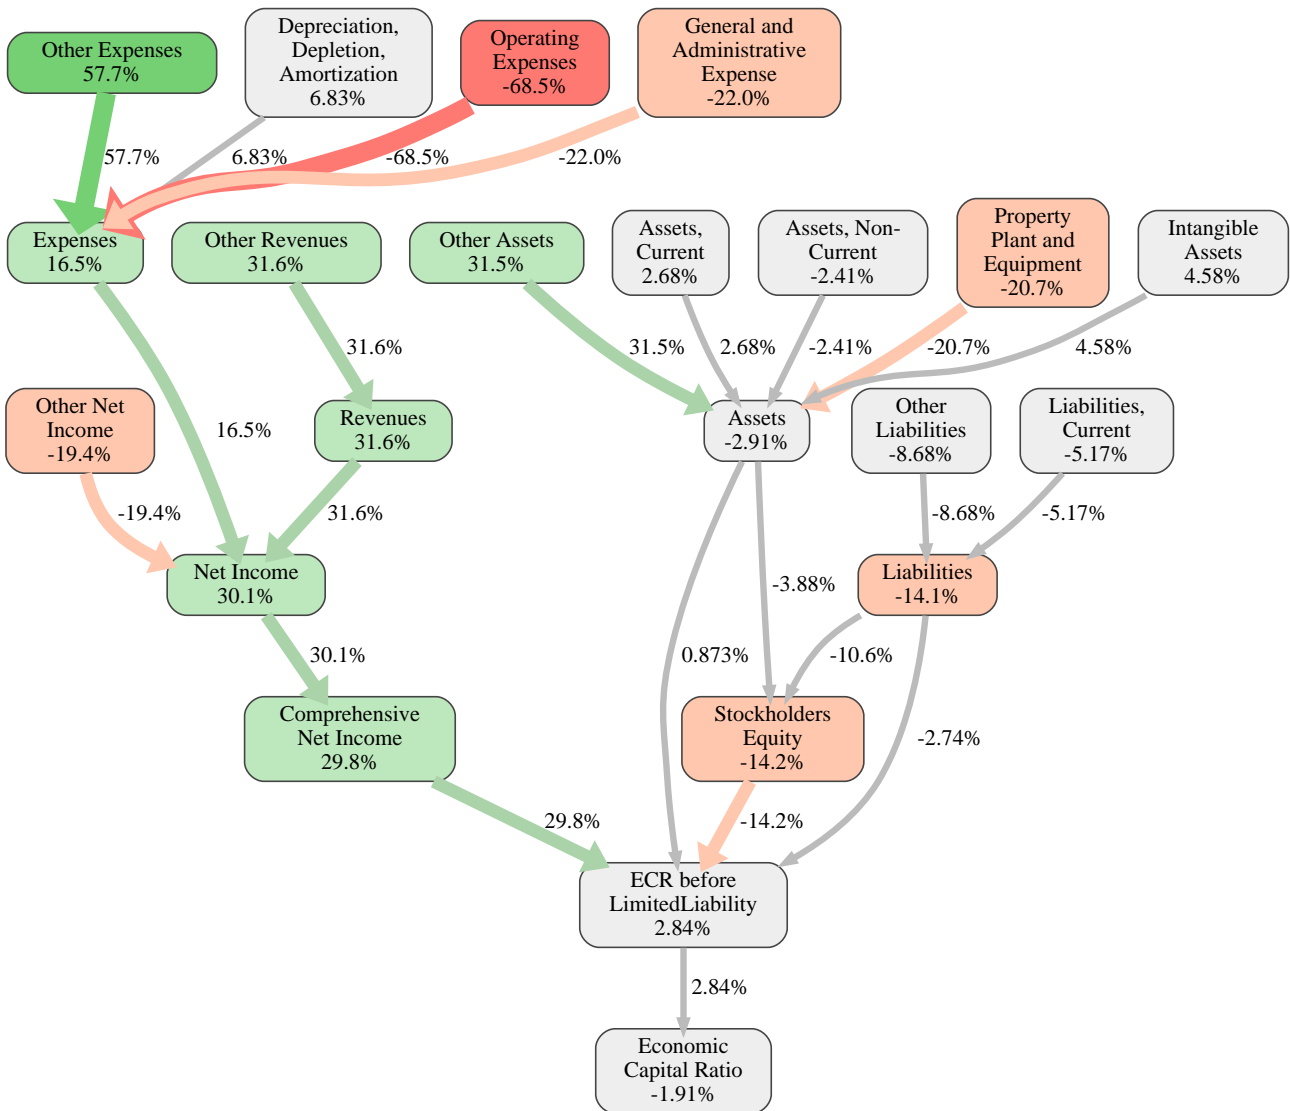 Other Expenses
57.7%
Depreciation,
Depletion,
Amortization
6.83%
Operating
Expenses
-68.5%
General and
Administrative
Expense
-22.0%
57.7%
6.83%
-68.5%
-22.0%
Expenses
16.5%
Other Revenues
31.6%
Other Assets
31.5%
Assets,
Current
2.68%
Assets, Non-
Current
-2.41%
Property
Plant and
Equipment
-20.7%
Intangible
Assets
4.58%
31.6%
31.5%
2.68%
-2.41%
-20.7%
4.58%
Other Net
Income
-19.4%
16.5%
Revenues
31.6%
Assets
-2.91%
Other
Liabilities
-8.68%
Liabilities,
Current
-5.17%
-19.4%
31.6%
-8.68%
-5.17%
Net Income
30.1%
-3.88%
Liabilities
-14.1%
30.1%
0.873%
-10.6%
Comprehensive
Net Income
29.8%
Stockholders
Equity
-14.2%
-2.74%
29.8%
-14.2%
ECR before
LimitedLiability
2.84%
2.84%
Economic
Capital Ratio
-1.91%